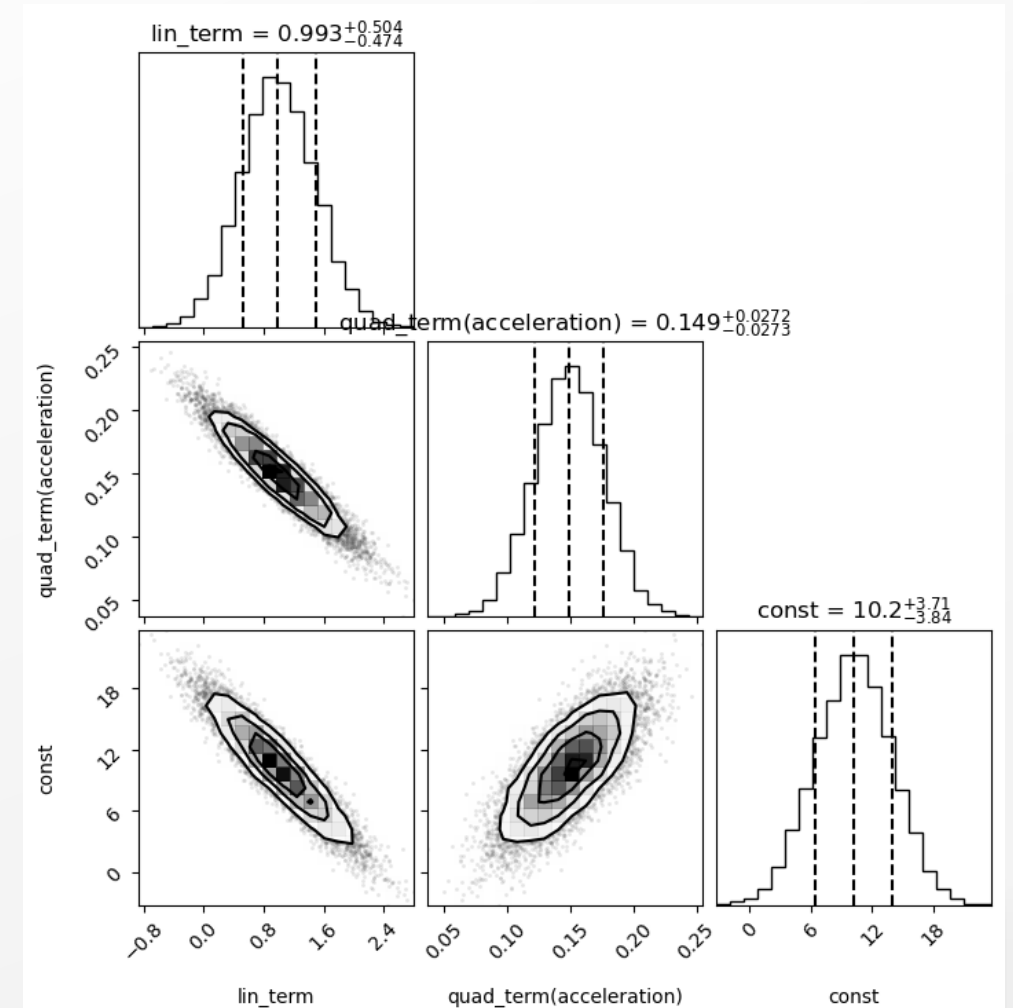 lin_term = 0.993+0.504−0.474
quad_term(acceleration) = 0.149+0.0272−0.0273
0.25
0.20
0.15
0.10
0.05
quad_term(acceleration)
const = 10.2+3.71−3.84
18
12
6
0
const
−0.8 0.0 0.8 1.6 2.4
0.05 0.10 0.15 0.20 0.25
0 6 12 18
lin_term
quad_term(acceleration)
const